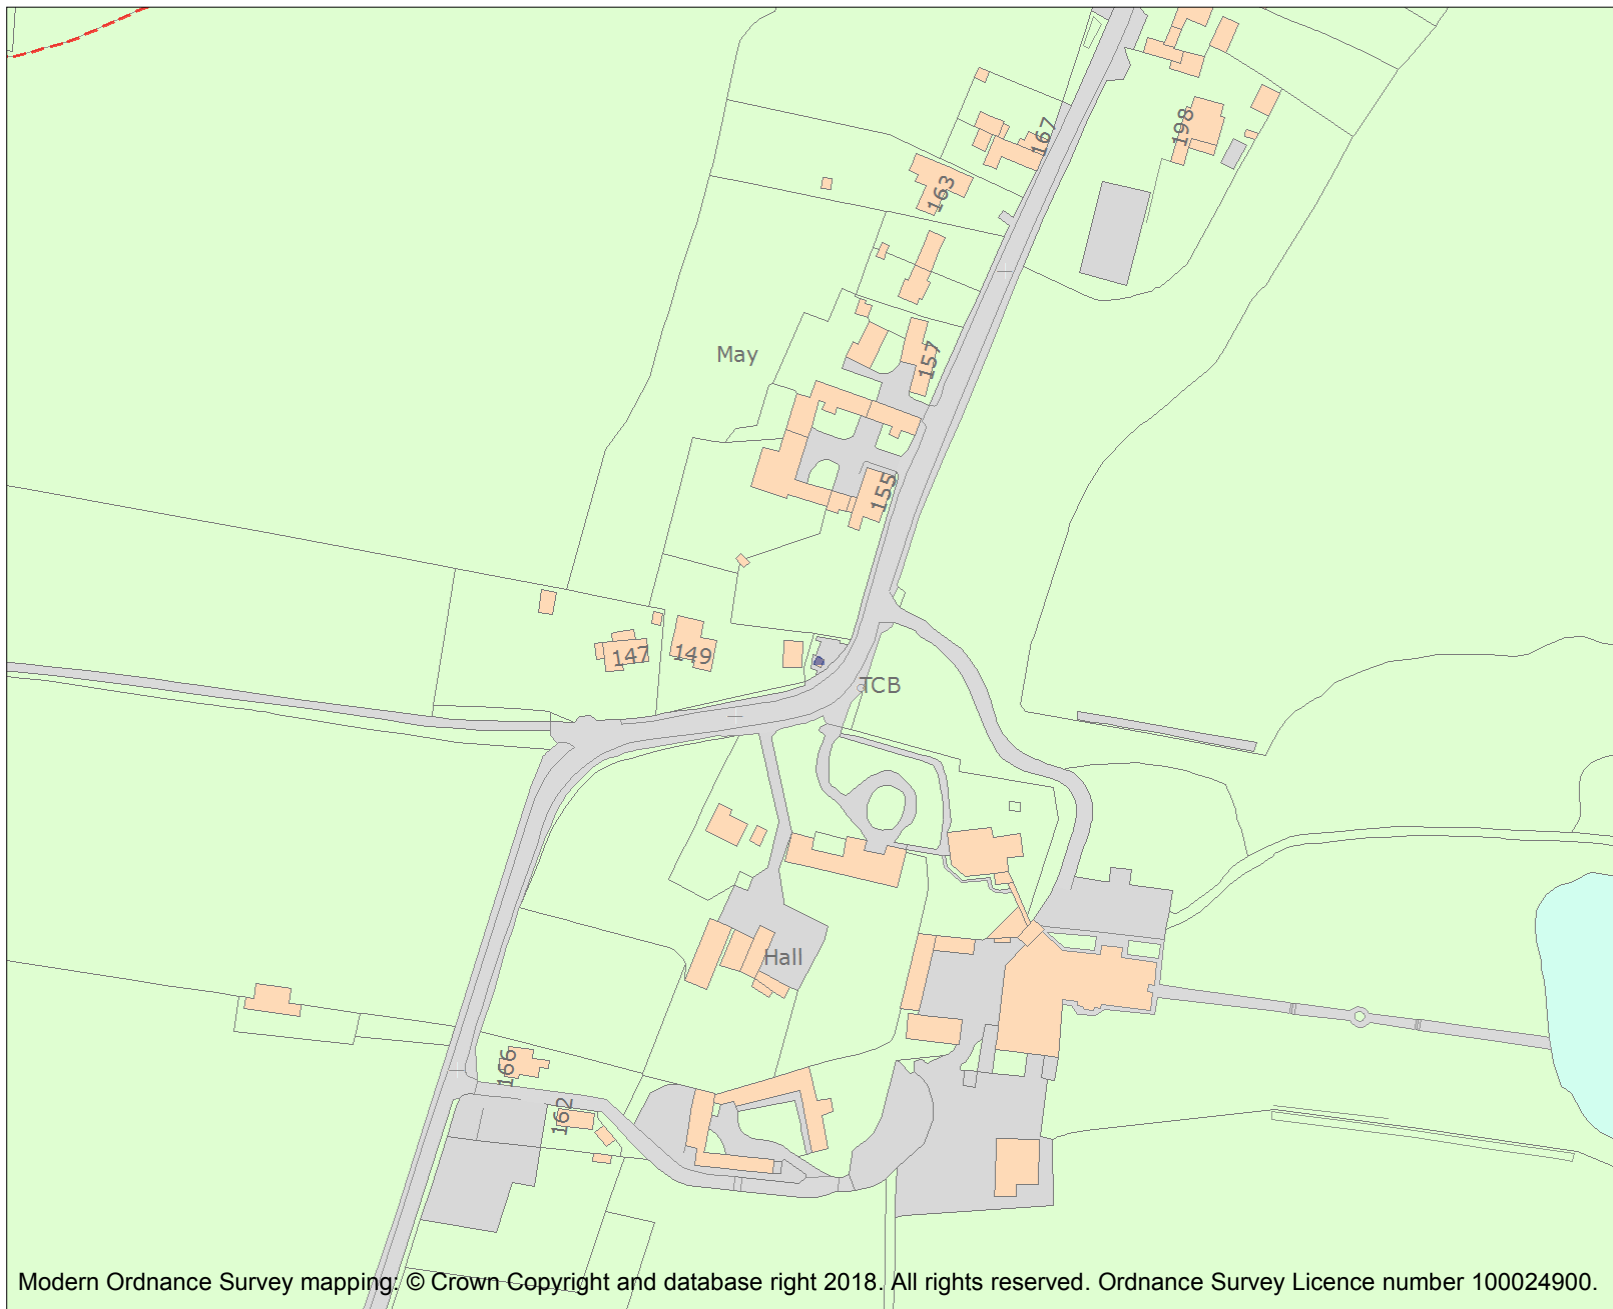 167
198
163
May
157
155
147
149
TCB
Hall
166
162
Modern Ordnance Survey mapping: © Crown Copyright and database right 2018. All rights reserved. Ordnance Survey Licence number 100024900.